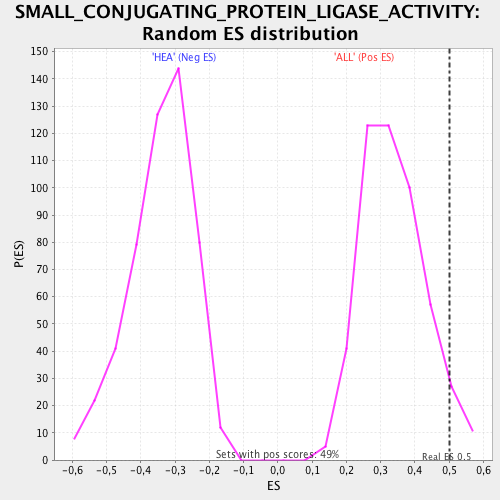 SMALL_CONJUGATING_PROTEIN_LIGASE_ACTIVITY:
Random ES distribution
'HEA' (Neg ES)
'ALL' (Pos ES)
150
140
130
120
110
100
90
80
70
60
50
40
30
20
10
0
P(ES)
Sets with pos scores: 49%
Real ES 0.5
-0,6 -0,5 -0,4 -0,3 -0,2 -0,1 0,0 0,1 0,2 0,3 0,4 0,5 0,6
ES